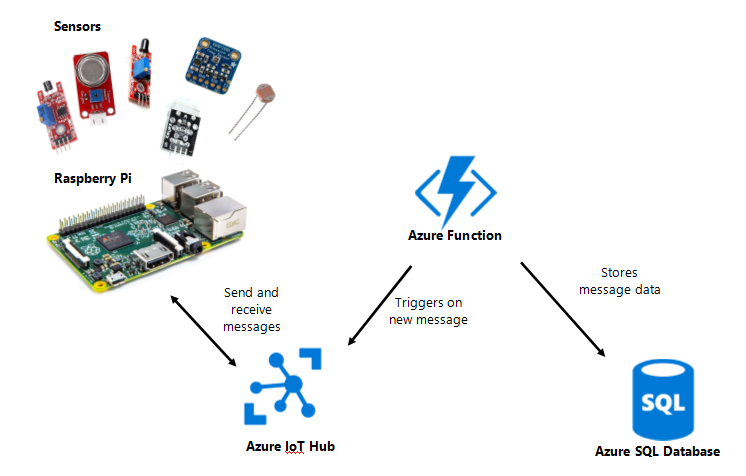 Sensors
Raspberry Pi
Azure Function
Send and
receive
messages
Triggers on
new message
Stores
message data
Azure IoT Hub
SQL
Azure SQL Database